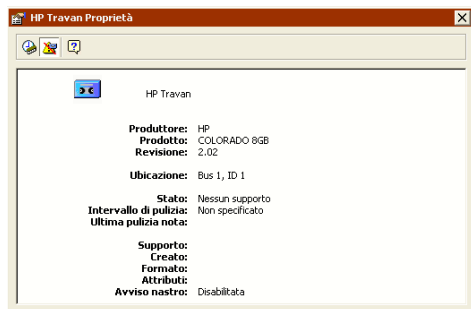 HP Travan Proprietà
HP Travan
Produttore: HP
Prodotto: COLORADO 8GB
Revisione: 2.02
Ubicazione: Bus 1, ID 1
Stato: Nessun supporto
Intervallo di pulizia: Non specificato
Ultima pulizia nota:
Supporto:
Creato:
Formato:
Attributi:
Avviso nastro: Disabilitata